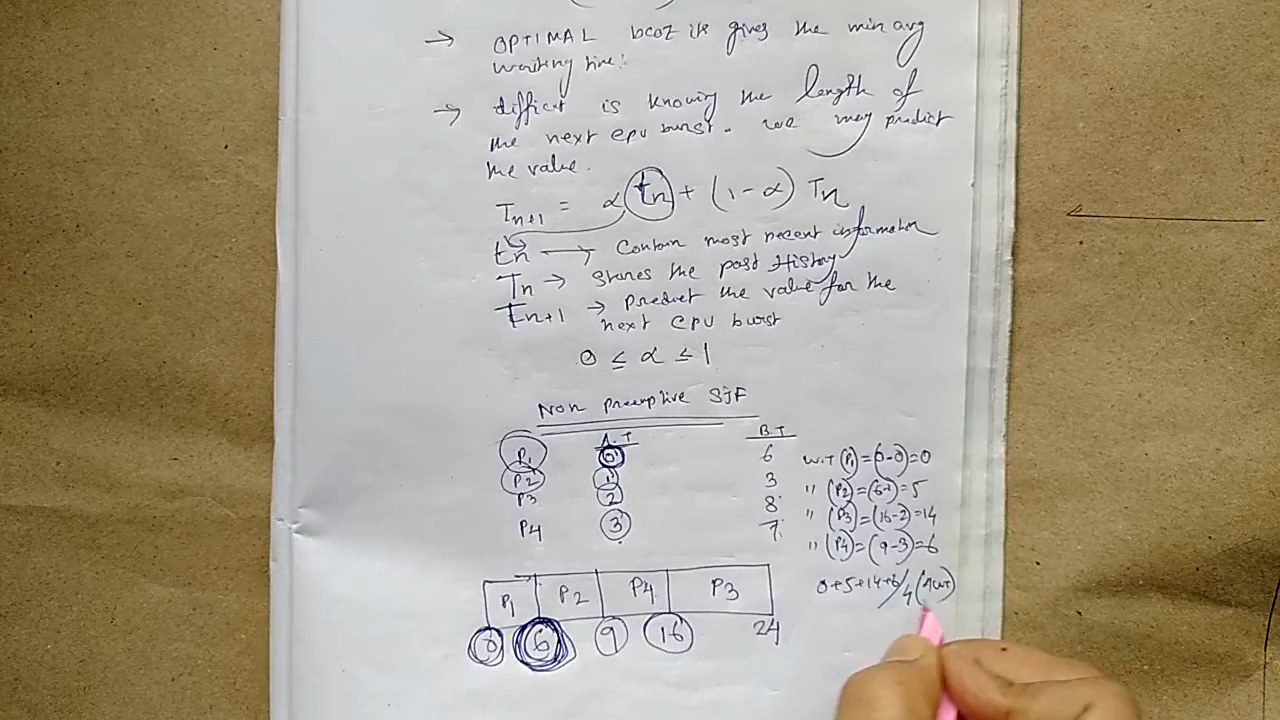 → OPTIMAL bcoz it gives the min avg
waiting time.
→ difficult is knowing the length of
the next cpu burst. we may predict
the value.
Tn+1 = α tn + (1-α) Tn
tn → Contain most recent information
Tn → Stores the past History
Tn+1 → predict the value for the
next cpu burst
0 ≤ α ≤ 1
Non Preemptive SJF
A.T B.T
P1 0 6
P2 1 3
P3 2 8
P4 3 7
W.T (P1) = (0-0) = 0
" (P2) = (6-1) = 5
" (P3) = (16-2) = 14
" (P4) = (9-3) = 6
0+5+14+6/4 (AWT)
P1 P2 P4 P3
0 6 9 16 24